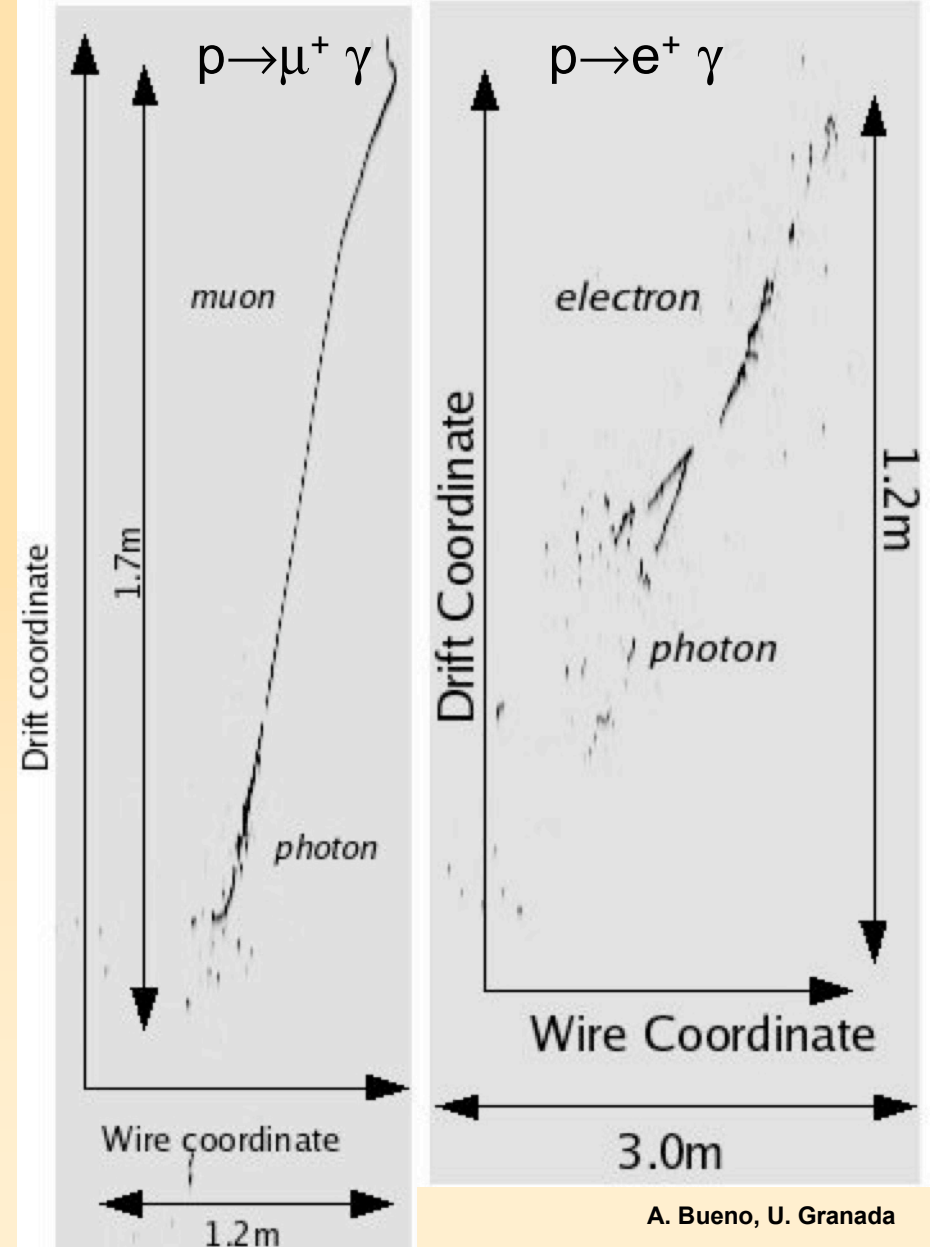 p→μ⁺ γ
muon
1.7m
Drift coordinate
photon
Wire coordinate
1.2m
p→e⁺ γ
electron
Drift Coordinate
1.2m
photon
Wire Coordinate
3.0m
A. Bueno, U. Granada